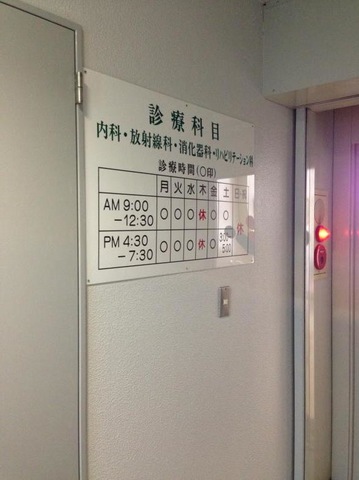 診療科目
内科・放射線科・消化器科・リハビリテーション科
診療時間(〇印)
月 火 水 木 金 土 日・祝
AM 9:00 -12:30 〇 〇 〇 休 〇 〇 休
PM 4:30 -7:30 〇 〇 〇 休 〇